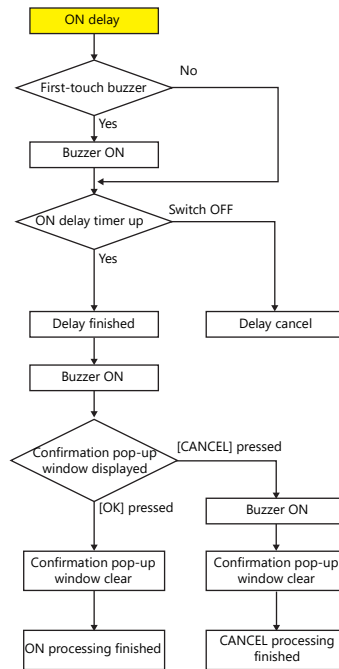 ON delay
No
First-touch buzzer
Yes
Buzzer ON
Switch OFF
ON delay timer up
Yes
Delay finished
Delay cancel
Buzzer ON
[CANCEL] pressed
Confirmation pop-up
window displayed
[OK] pressed
Buzzer ON
Confirmation pop-up
window clear
Confirmation pop-up
window clear
ON processing finished
CANCEL processing
finished